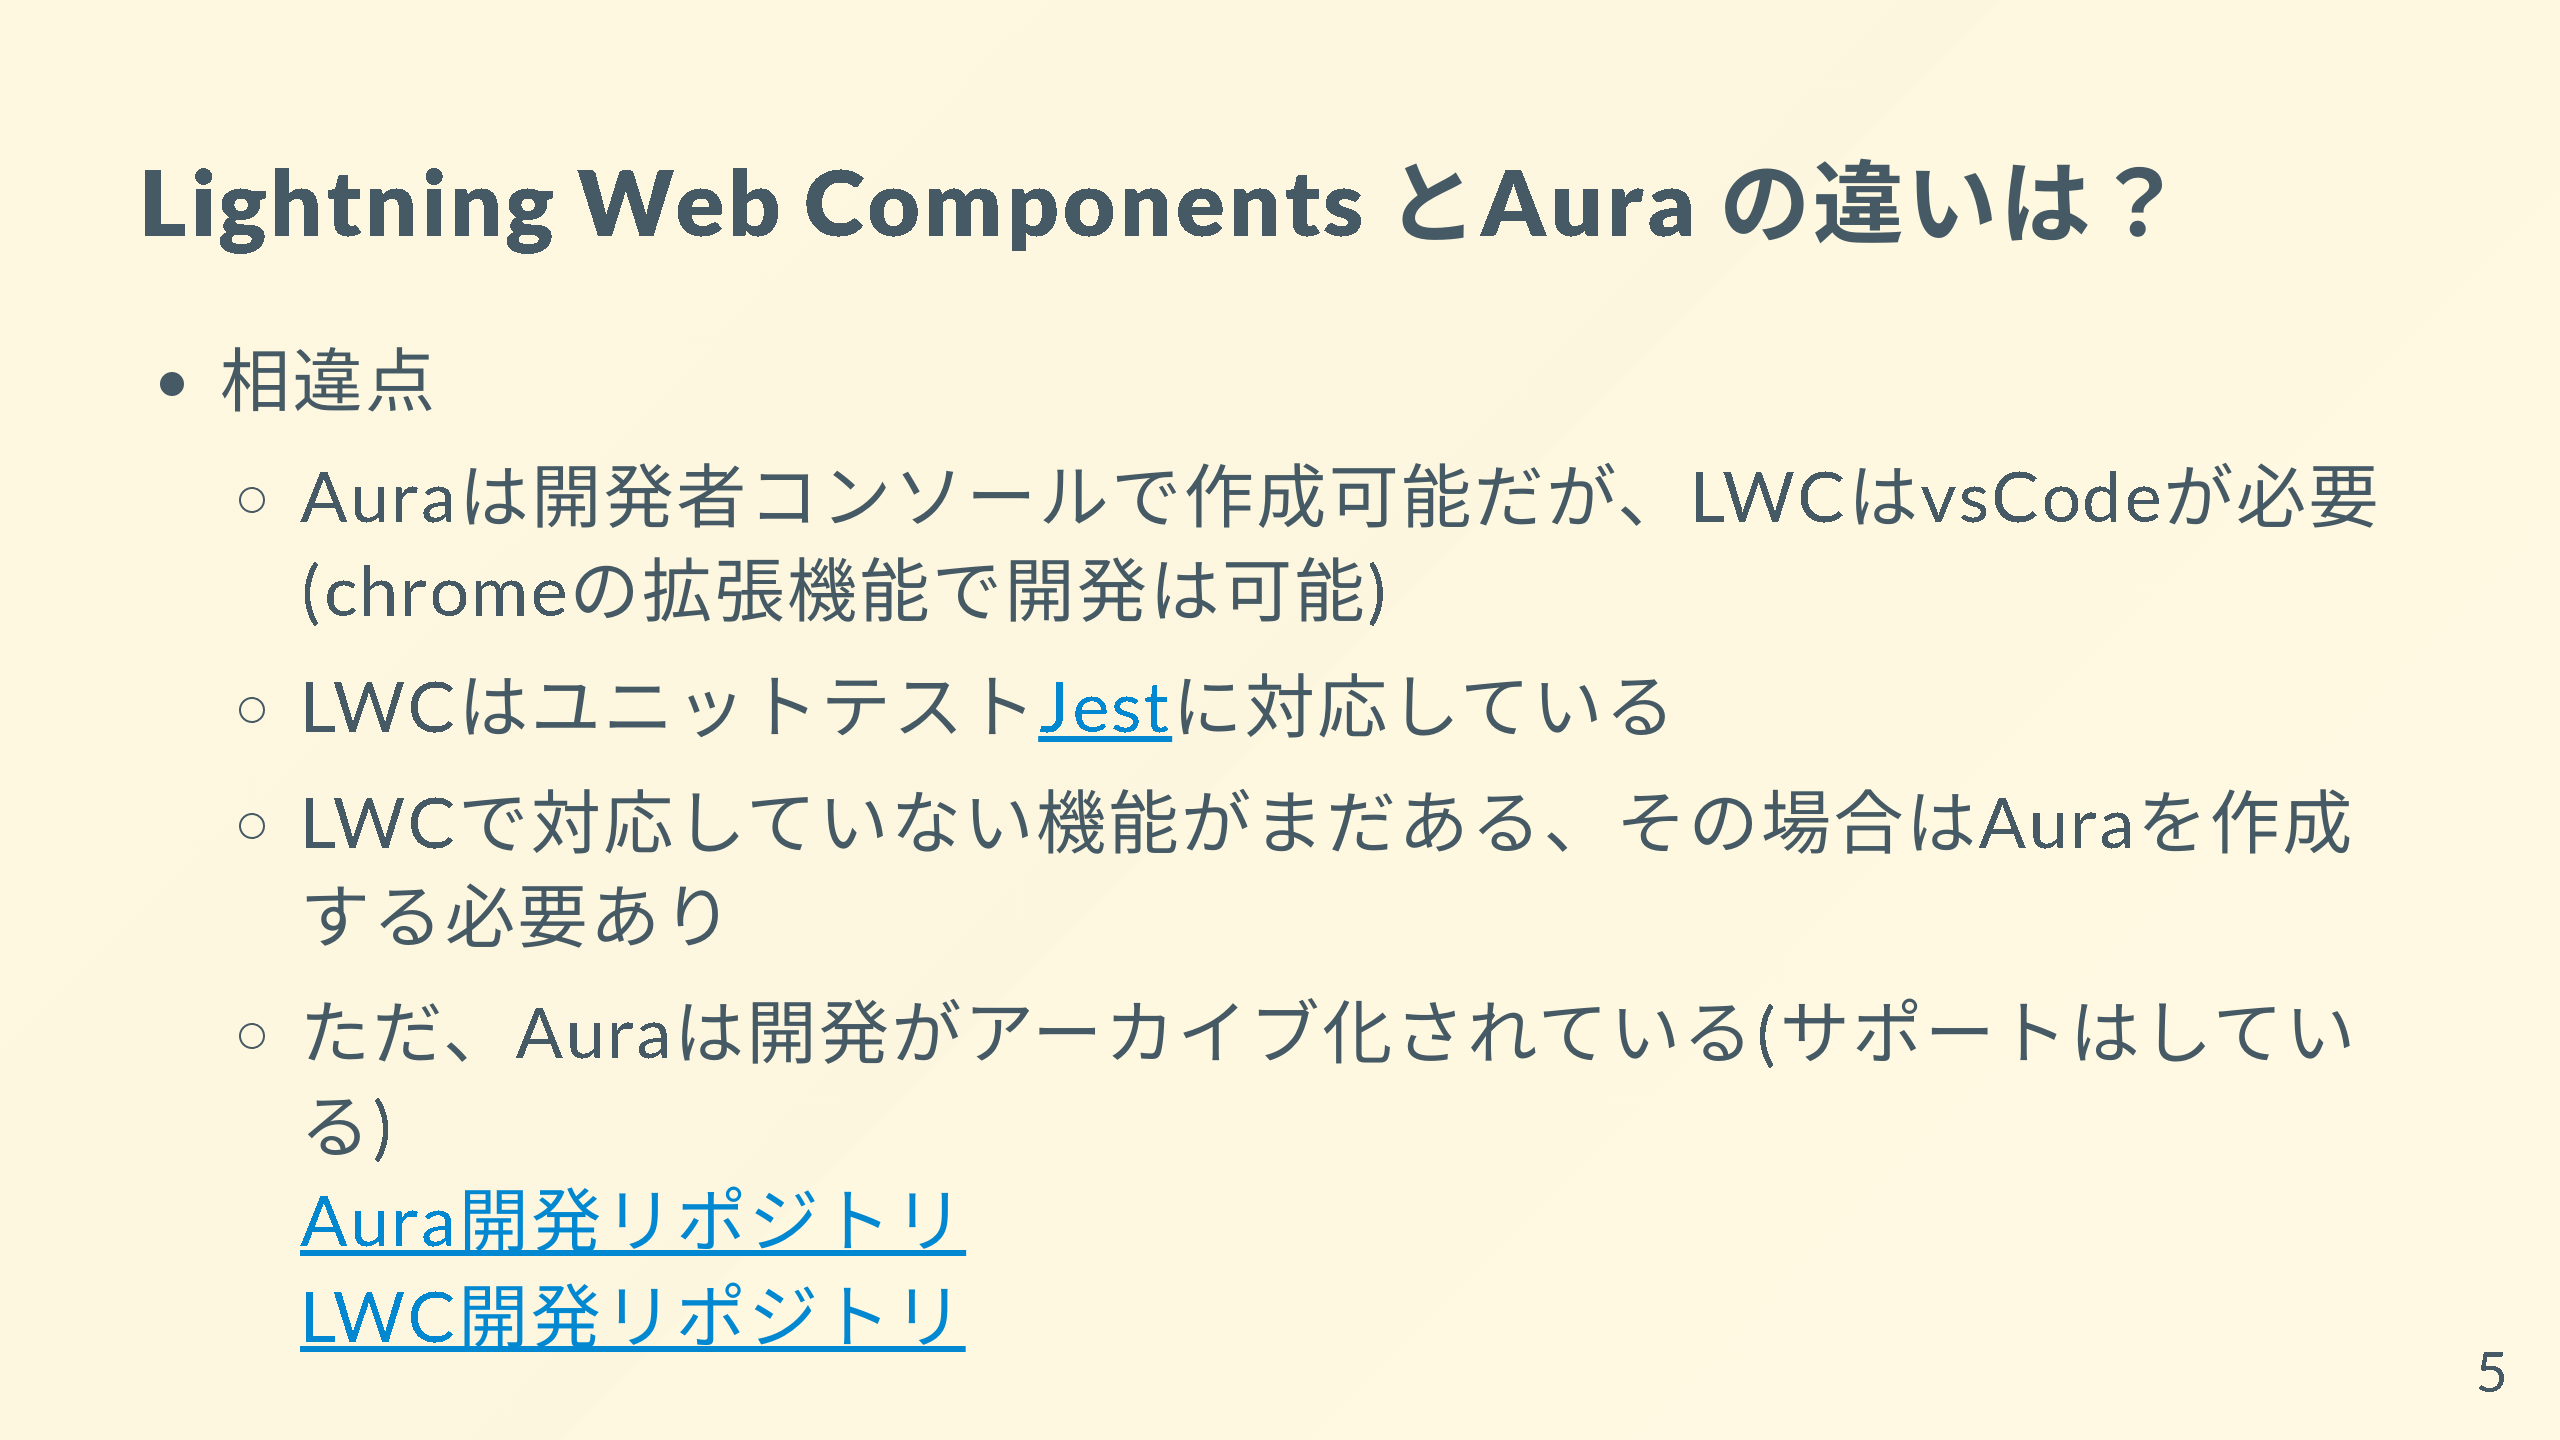 Lightning Web Components とAura の違いは？
• 相違点
○ Auraは開発者コンソールで作成可能だが、LWCはvsCodeが必要
(chromeの拡張機能で開発は可能)
○ LWCはユニットテストJestに対応している
○ LWCで対応していない機能がまだある、その場合はAuraを作成
する必要あり
○ ただ、Auraは開発がアーカイブ化されている(サポートはしてい
る)
Aura開発リポジトリ
LWC開発リポジトリ
5